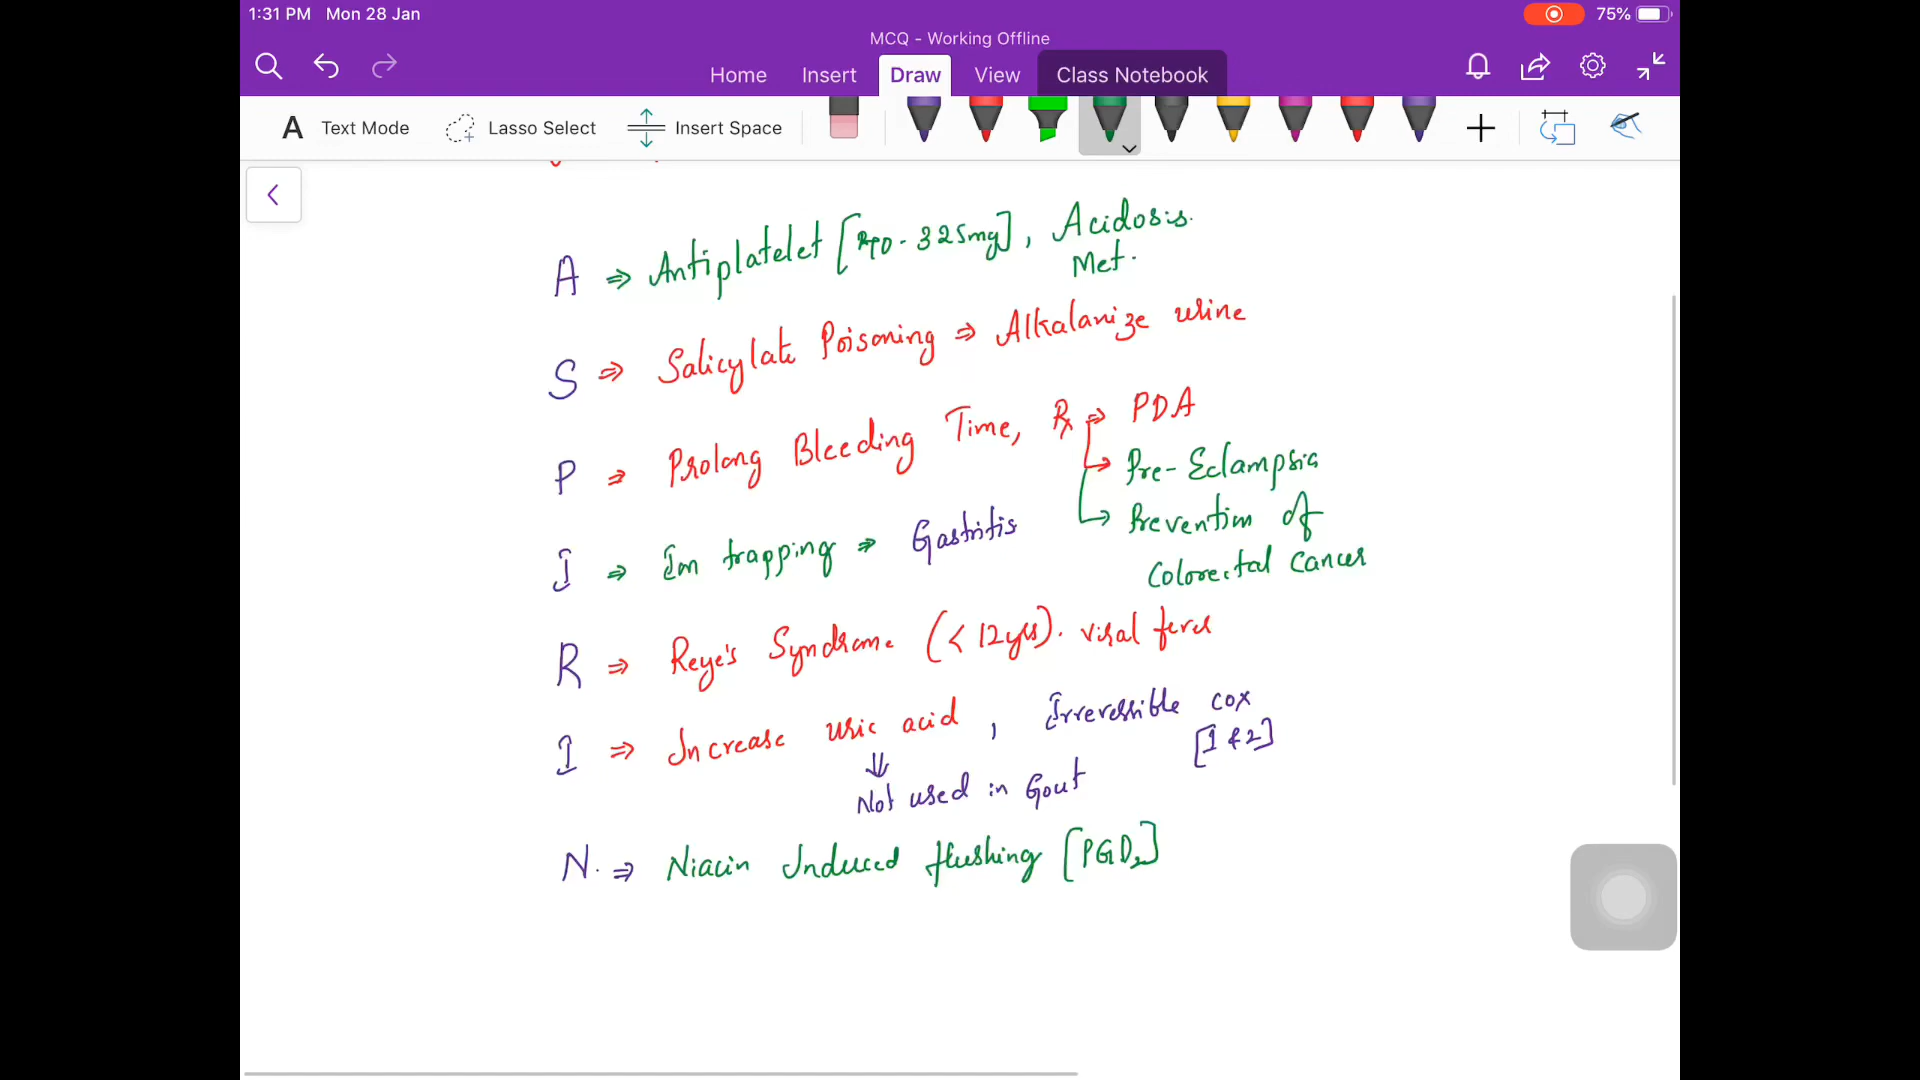 1:31 PM Mon 28 Jan
75%
MCQ - Working Offline
Home Insert Draw View Class Notebook
A Text Mode Lasso Select Insert Space
A ⇒ Antiplatelet [ - 325mg], Acidosis.
Met.
S ⇒ Salicylate Poisoning ⇒ Alkalanize urine
P ⇒ Prolong Bleeding Time, Rx ⇒ PDA
→ Pre-Eclampsia
→ Prevention of
Colorectal Cancer
I ⇒ Ion trapping ⇒ Gastritis
R ⇒ Reye's Syndrome (< 12yrs). viral fever
I ⇒ Increase uric acid , Irreversible cox
[1 & 2]
⇓
Not used in Gout
N. ⇒ Niacin Induced flushing [PGD₂]